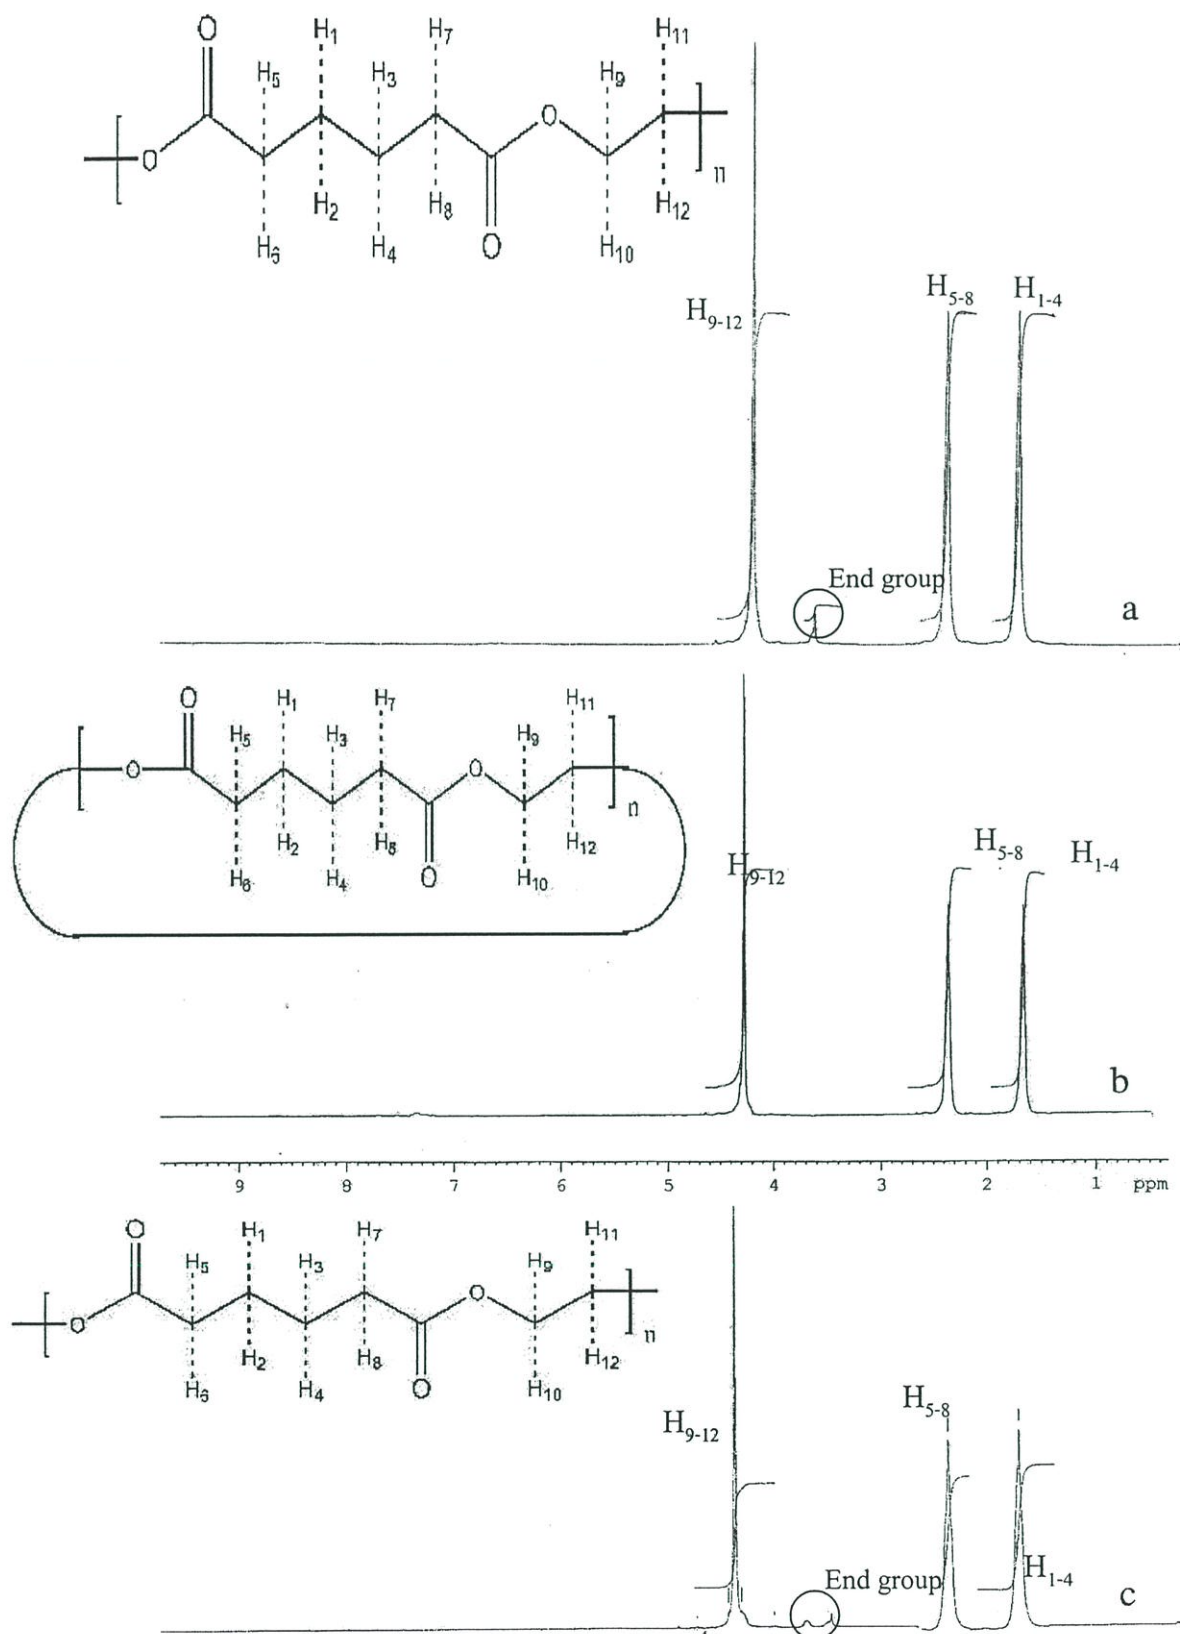 O H₁ H₇ H₁₁
H₅ H₃ O H₉
O n
H₂ H₈ H₁₂
H₆ H₄ O H₁₀
H₉₋₁₂ H₅₋₈ H₁₋₄
End group
a
O H₁ H₇ H₁₁
H₅ H₃ H₉
O O n
H₂ H₁₂
H₆ H₄ O H₁₀
H₉₋₁₂ H₅₋₈ H₁₋₄
b
9 8 7 6 5 4 3 2 1 ppm
O H₁ H₇ H₁₁
H₅ H₃ H₉
O O n
H₂ H₈ H₁₂
H₆ H₄ O H₁₀
H₉₋₁₂ H₅₋₈
End group H₁₋₄
c